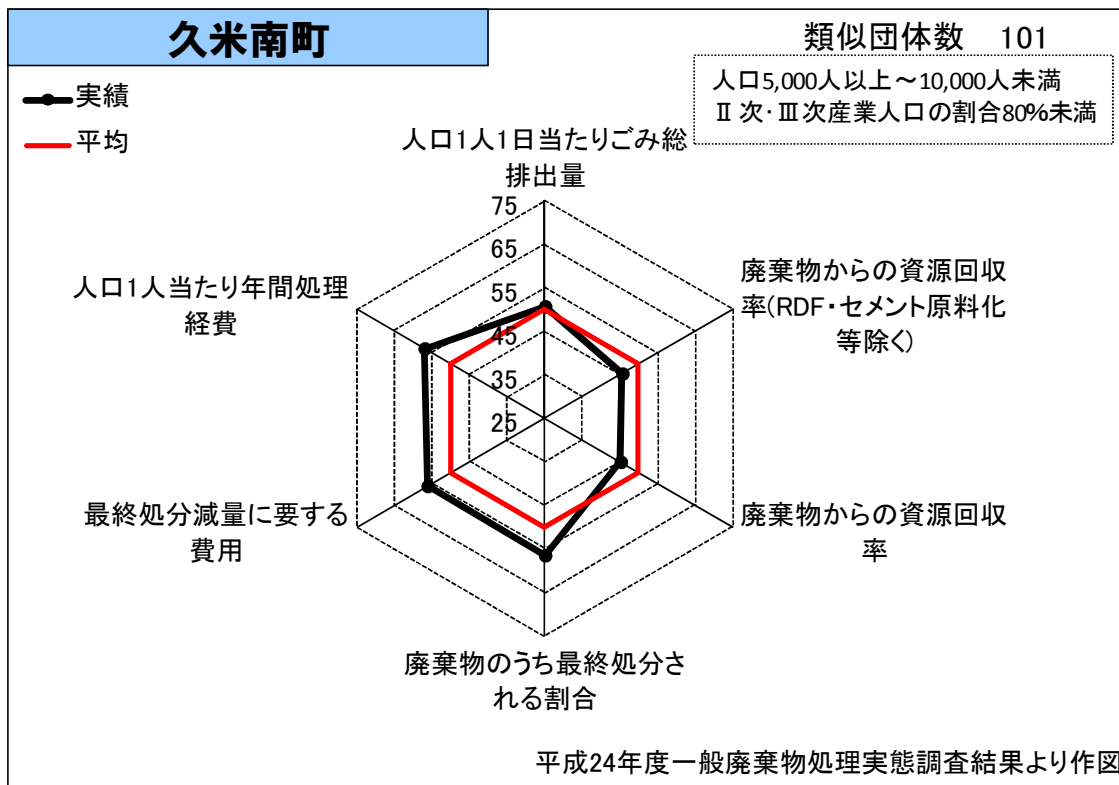 久米南町
類似団体数 101
人口5,000人以上～10,000人未満
Ⅱ次・Ⅲ次産業人口の割合80%未満
実績
平均
人口1人1日当たりごみ総
排出量
廃棄物からの資源回収
率(RDF・セメント原料化
等除く)
廃棄物からの資源回収
率
廃棄物のうち最終処分さ
れる割合
最終処分減量に要する
費用
人口1人当たり年間処理
経費
75
65
55
45
35
25
平成24年度一般廃棄物処理実態調査結果より作図